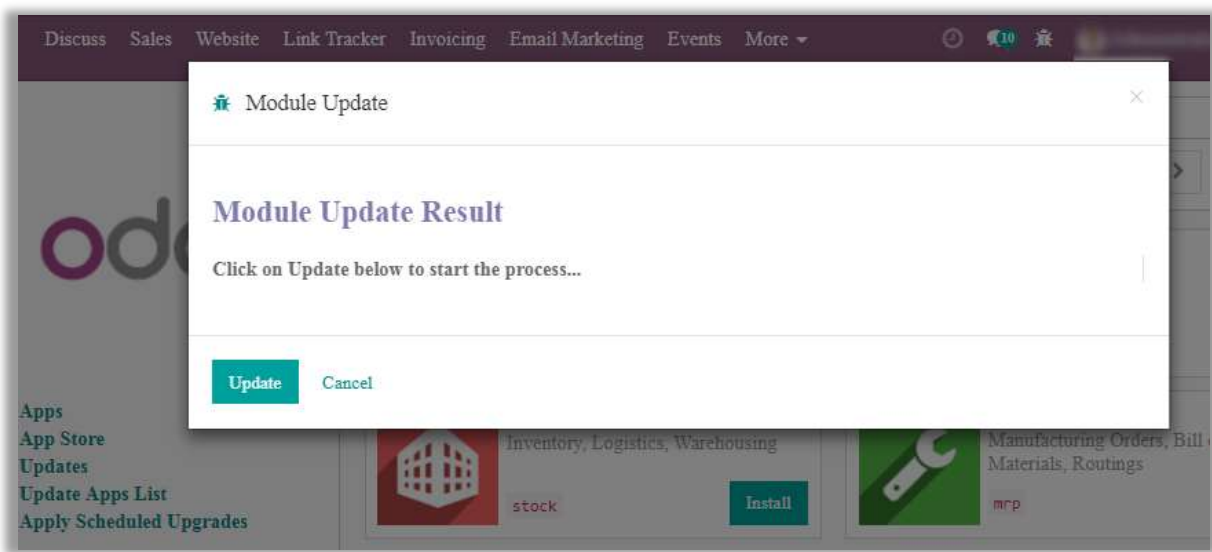 Discuss Sales Website Link Tracker Invoicing Email Marketing Events More
10
Module Update
Module Update Result
Click on Update below to start the process...
Update Cancel
Apps
App Store
Updates
Update Apps List
Apply Scheduled Upgrades
Inventory, Logistics, Warehousing
stock
Install
Manufacturing Orders, Bill
Materials, Routings
mrp